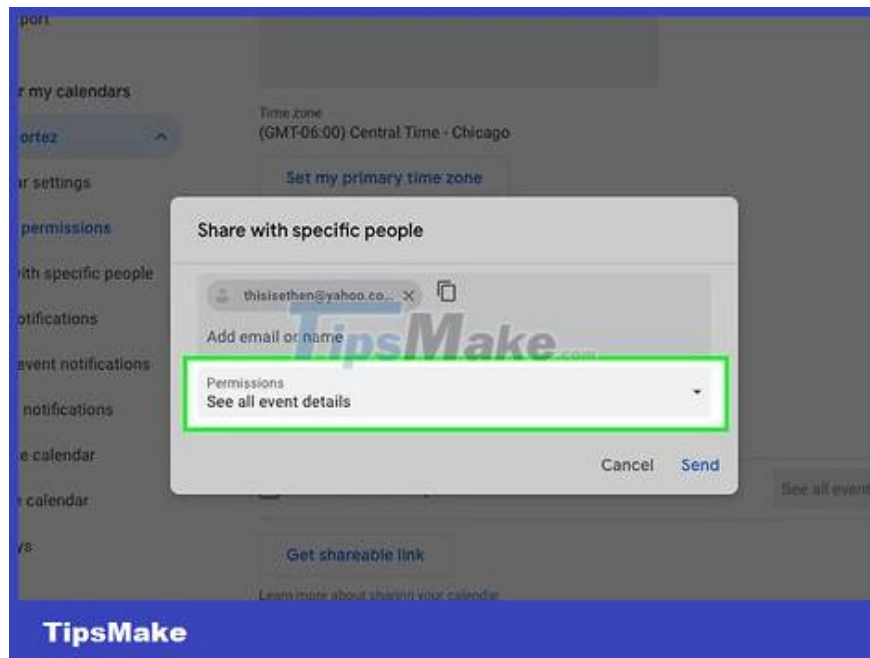 port
r my calendars
ortez
Time zone
(GMT-06:00) Central Time - Chicago
ar settings
Set my primary time zone
permissions
Share with specific people
ith specific people
thisisethen@yahoo.co...
otifications
Add email or name
TipsMake.com
event notifications
Permissions
See all event details
notifications
e calendar
Cancel
Send
e calendar
See all event
ys
Get shareable link
Learn more about sharing your calendar
TipsMake